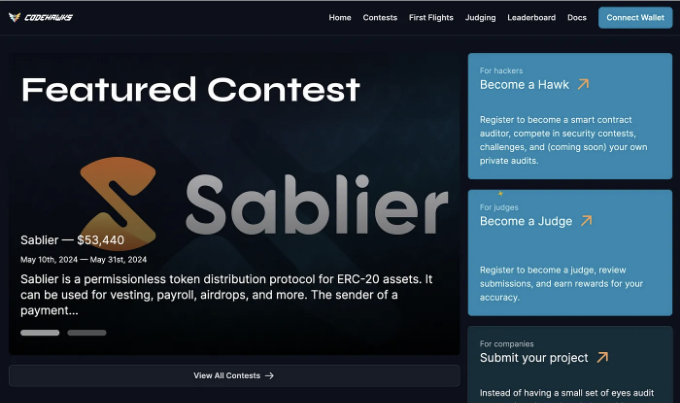 CODEHAWKS
Home
Contests
First Flights
Judging
Leaderboard
Docs
Connect Wallet
Featured Contest
Sablier
Sablier — $53,440
May 10th, 2024 — May 31st, 2024
Sablier is a permissionless token distribution protocol for ERC-20 assets. It
can be used for vesting, payroll, airdrops, and more. The sender of a
payment...
View All Contests →
For hackers
Become a Hawk
Register to become a smart contract
auditor, compete in security contests,
challenges, and (coming soon) your own
private audits.
For judges
Become a Judge
Register to become a judge, review
submissions, and earn rewards for your
accuracy.
For companies
Submit your project
Instead of having a small set of eyes audit